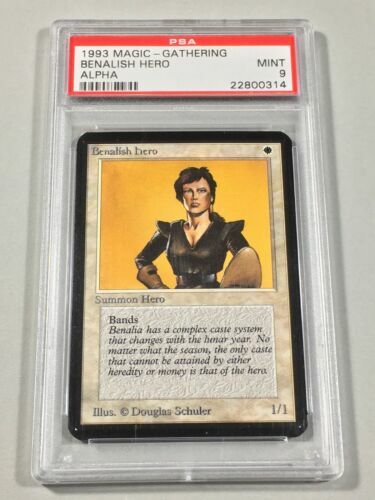 PSA
1993 MAGIC - GATHERING
BENALISH HERO
MINT
ALPHA
9
22800314
Benalish Hero
Summon Hero
Bands
Benalia has a complex caste system
that changes with the lunar year. No
matter what the season, the only caste
that cannot be attained by either
heredity or money is that of the hero.
Illus. © Douglas Schuler
1/1